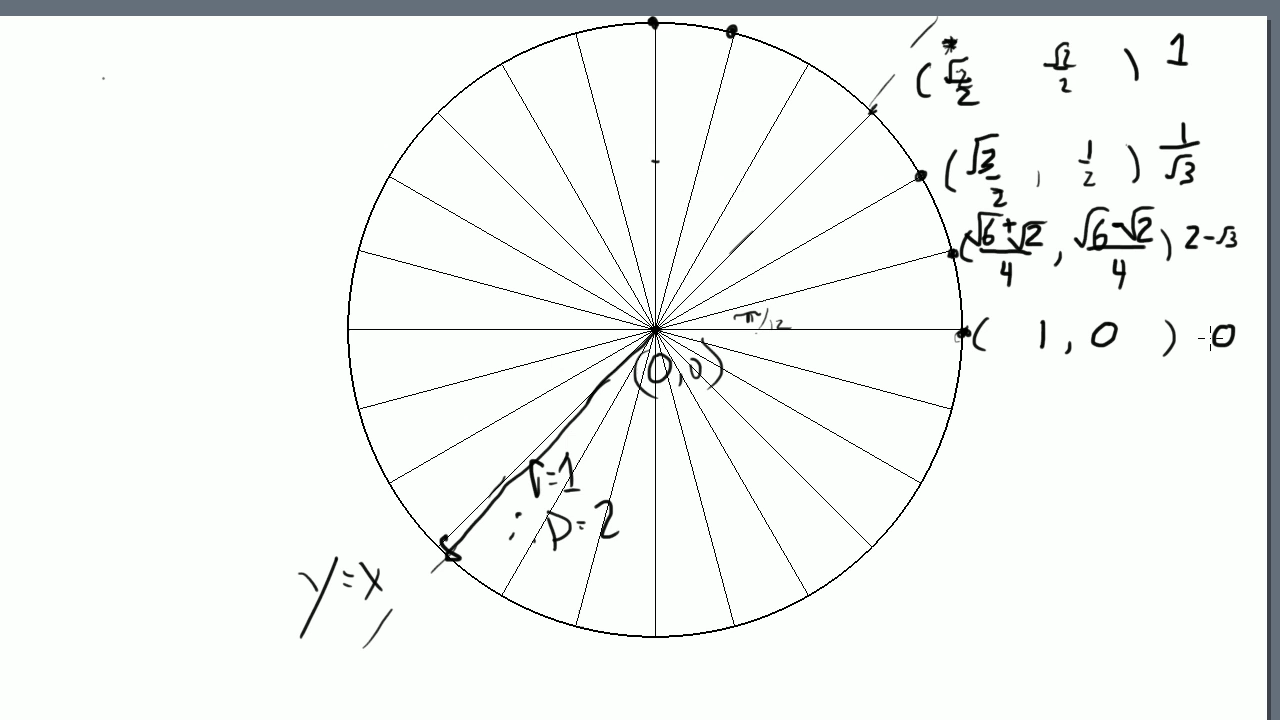 (√2/2 √2/2 ) 1
(√3/2 , 1/2 ) 1/√3
(√6+√2/4 , √6-√2/4 ) 2-√3
π/12
( 1, 0 ) 0
(0,0)
r=1
∴ D=2
y=x